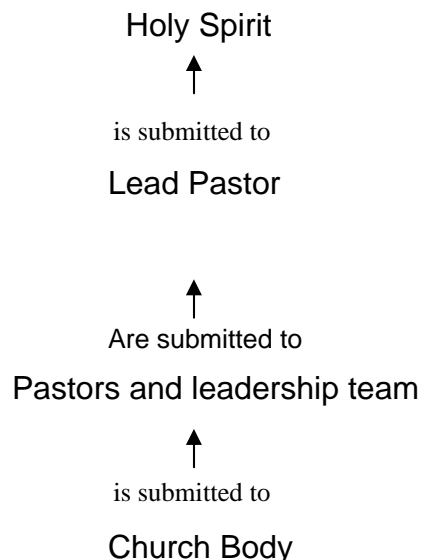 Holy Spirit
is submitted to
Lead Pastor
Are submitted to
Pastors and leadership team
is submitted to
Church Body